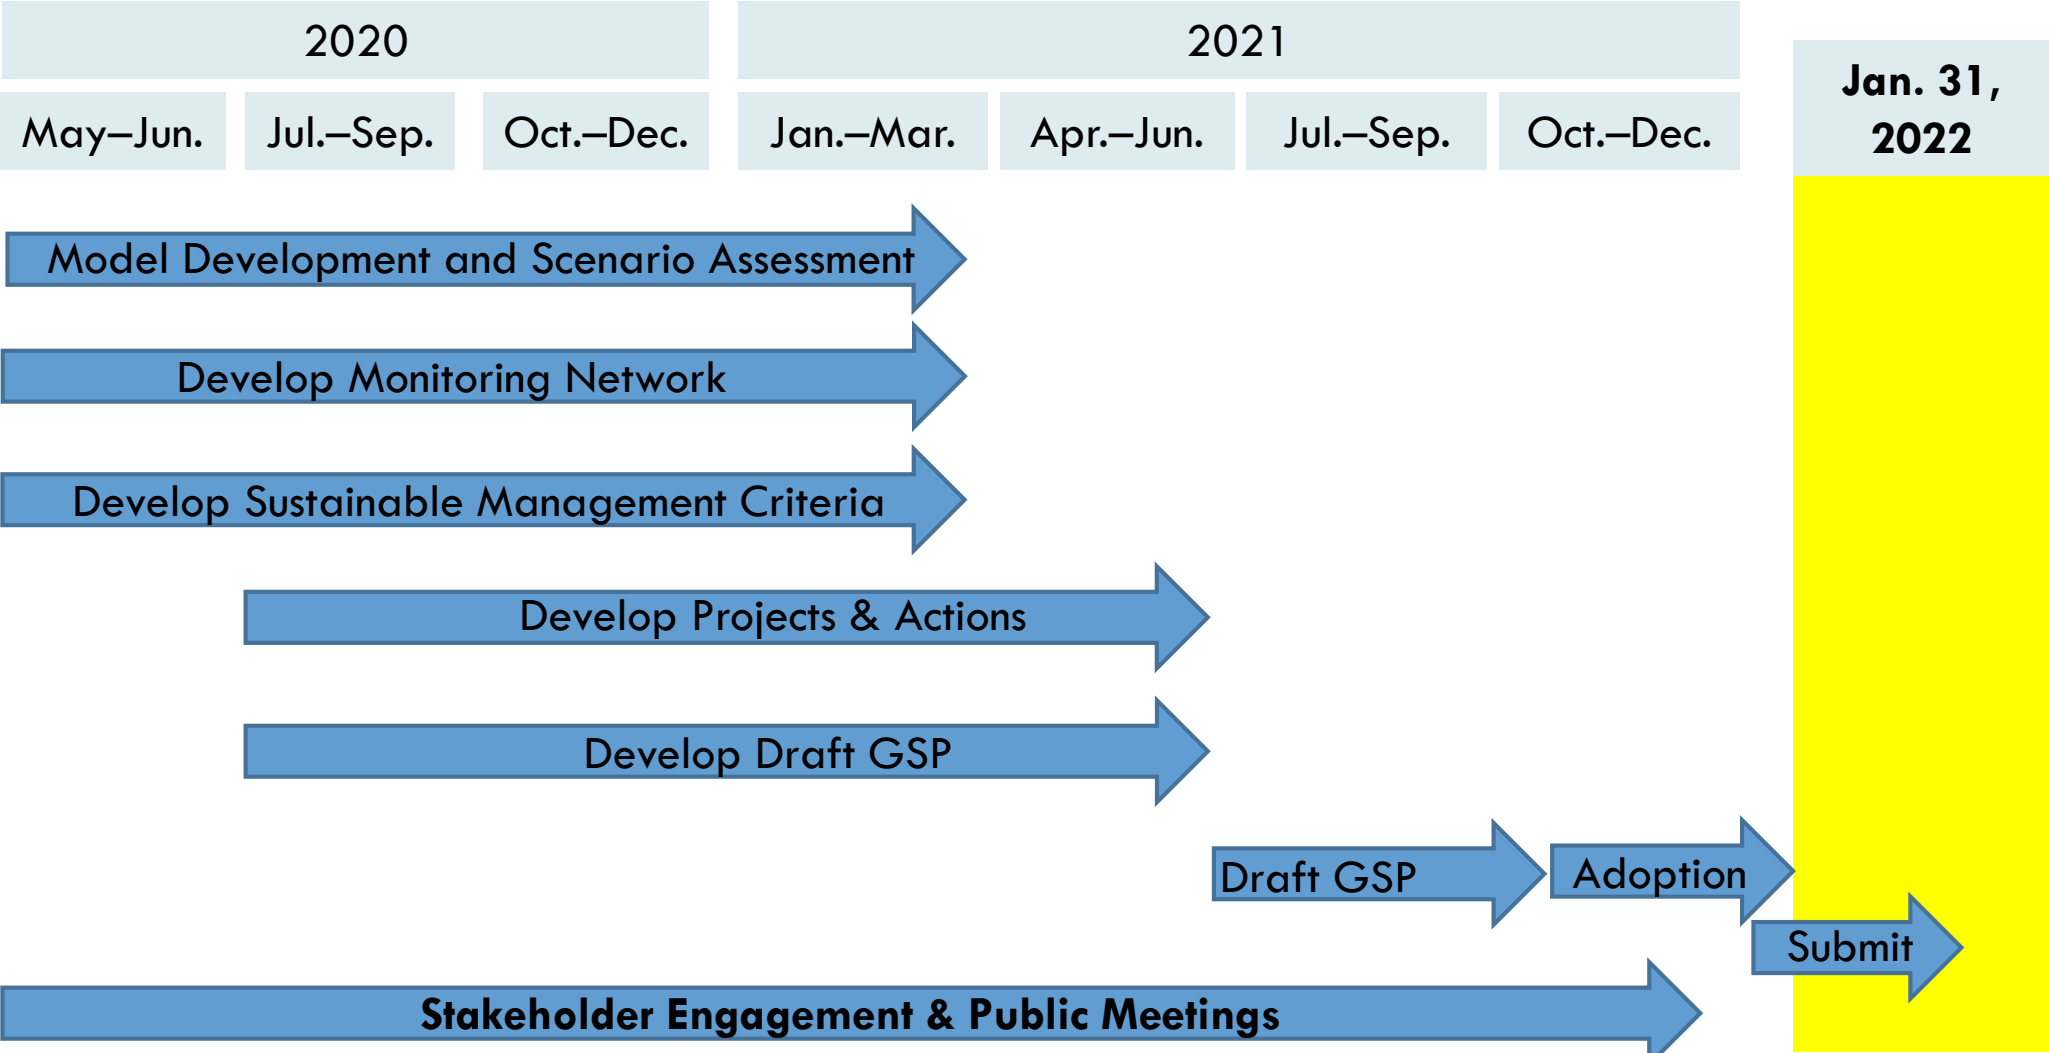 2020
2021
Jan. 31,
2022
May–Jun.
Jul.–Sep.
Oct.–Dec.
Jan.–Mar.
Apr.–Jun.
Jul.–Sep.
Oct.–Dec.
Model Development and Scenario Assessment
Develop Monitoring Network
Develop Sustainable Management Criteria
Develop Projects & Actions
Develop Draft GSP
Draft GSP
Adoption
Submit
Stakeholder Engagement & Public Meetings